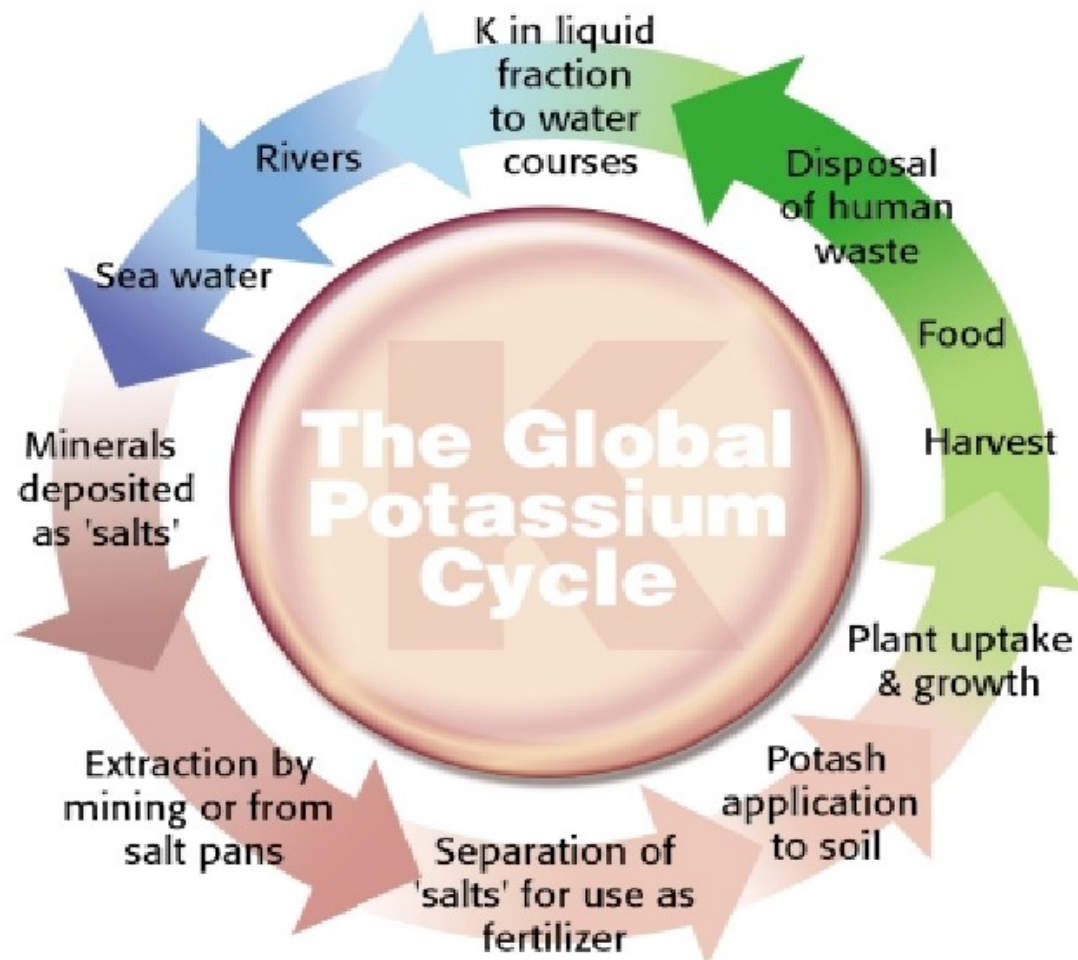 The Global
Potassium
Cycle
K
K in liquid
fraction
to water
courses
Rivers
Sea water
Minerals
deposited
as 'salts'
Extraction by
mining or from
salt pans
Separation of
'salts' for use as
fertilizer
Potash
application
to soil
Plant uptake
& growth
Harvest
Food
Disposal
of human
waste